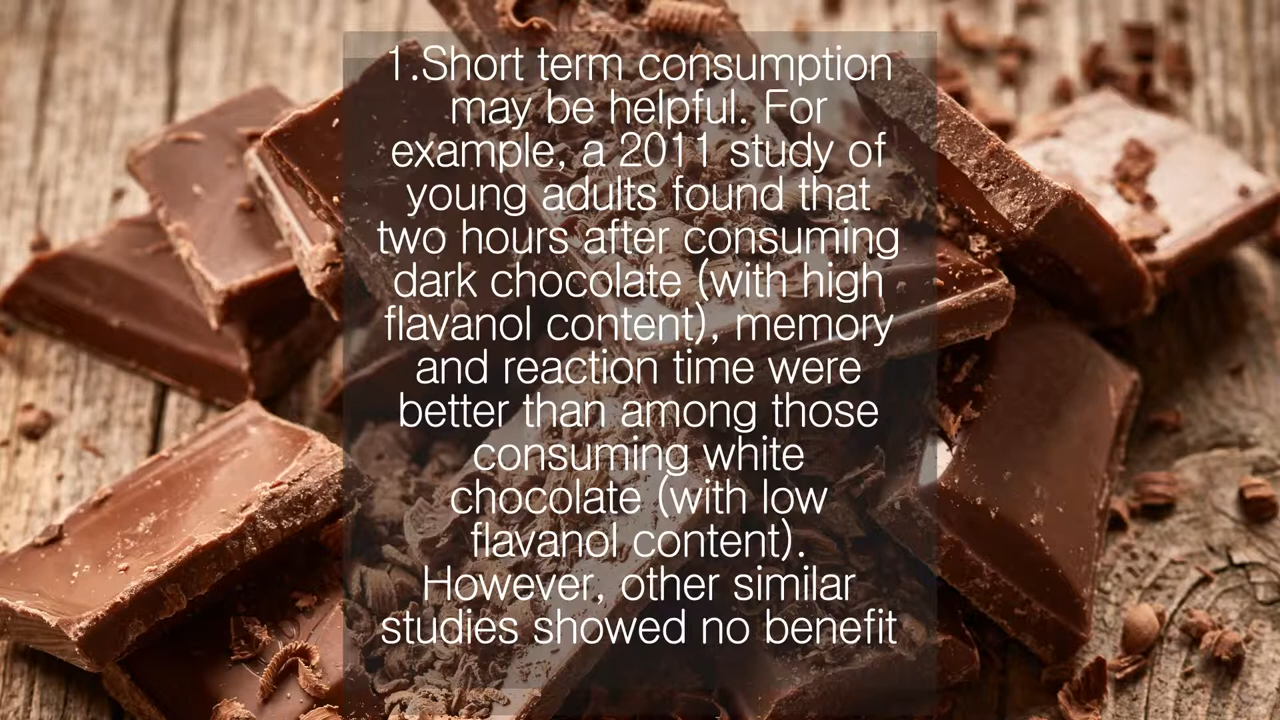 1.Short term consumption
may be helpful. For
example, a 2011 study of
young adults found that
two hours after consuming
dark chocolate (with high
flavanol content), memory
and reaction time were
better than among those
consuming white
chocolate (with low
flavanol content).
However, other similar
studies showed no benefit